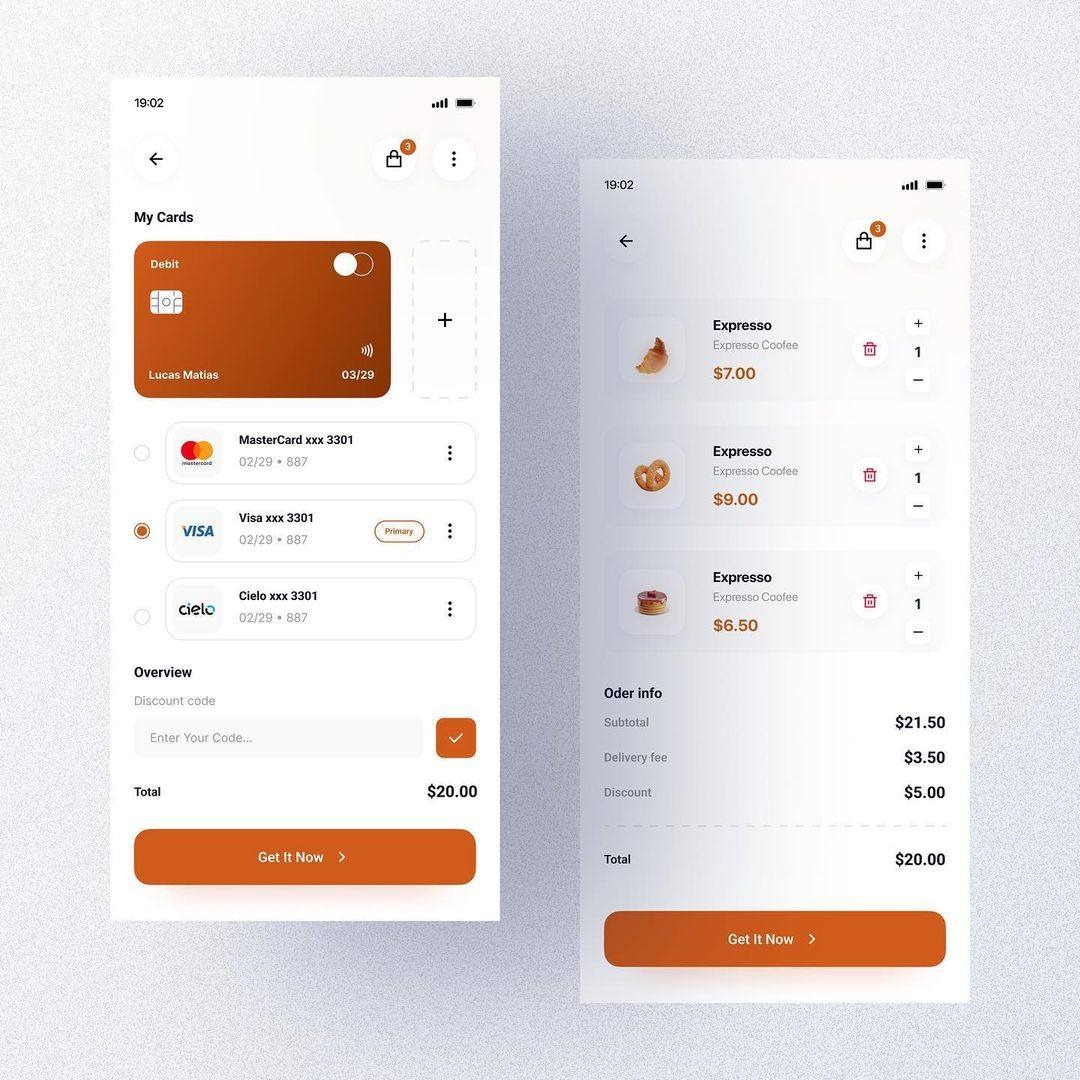 19:02
3
My Cards
Debit
Lucas Matias 03/29
+
MasterCard xxx 3301
02/29 • 887
mastercard
Visa xxx 3301
02/29 • 887
VISA
Primary
Cielo xxx 3301
02/29 • 887
cielo
Overview
Discount code
Enter Your Code...
Total $20.00
Get It Now
19:02
3
Expresso
Expresso Coofee
$7.00
+
1
−
Expresso
Expresso Coofee
$9.00
+
1
−
Expresso
Expresso Coofee
$6.50
+
1
−
Oder info
Subtotal $21.50
Delivery fee $3.50
Discount $5.00
Total $20.00
Get It Now